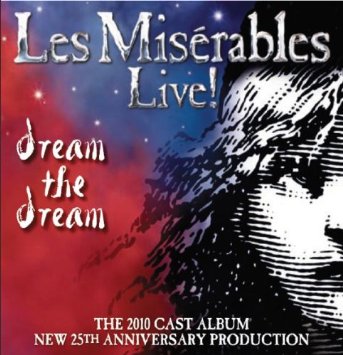 Les Misérables
Live!
dream
the
dream
THE 2010 CAST ALBUM
NEW 25TH ANNIVERSARY PRODUCTION